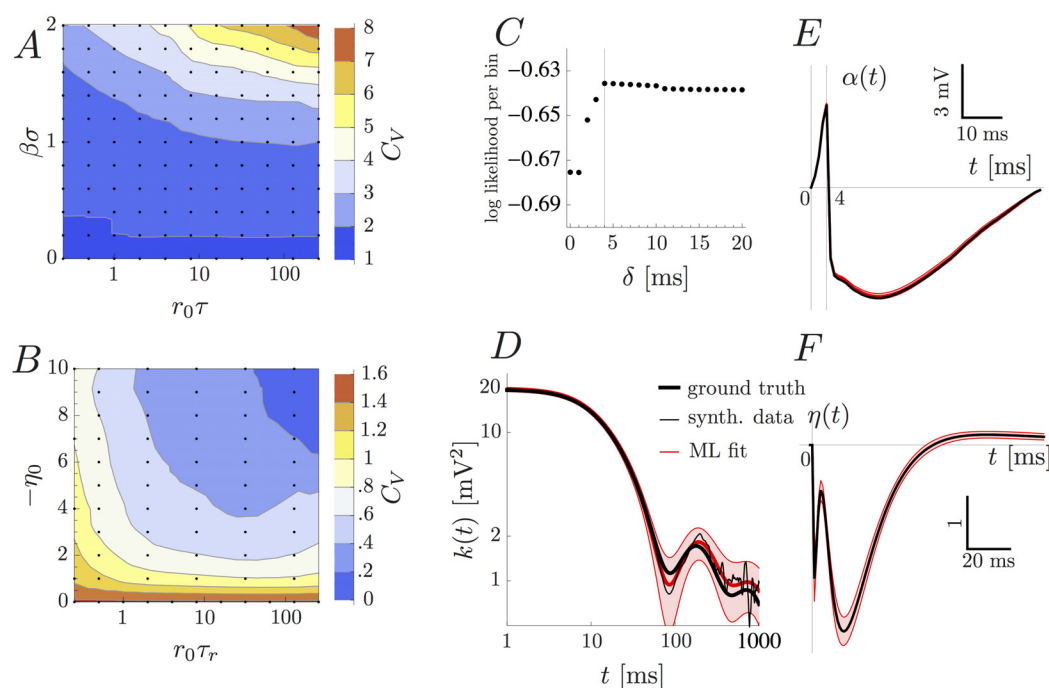 A
2
1
0
βσ
1
10
100
r₀τ
8
7
6
5
4
3
2
1
C_V
B
10
8
6
4
2
0
−η₀
1
10
100
r₀τ_r
1.6
1.4
1.2
1
.8
.6
.4
.2
0
C_V
C
−0.63
−0.65
−0.67
−0.69
log likelihood per bin
0
5
10
15
20
δ [ms]
D
20
10
2
1
k(t) [mV²]
1
10
100
1000
t [ms]
ground truth
synth. data
ML fit
E
α(t)
3 mV
10 ms
t [ms]
0
4
F
η(t)
0
t [ms]
1
20 ms